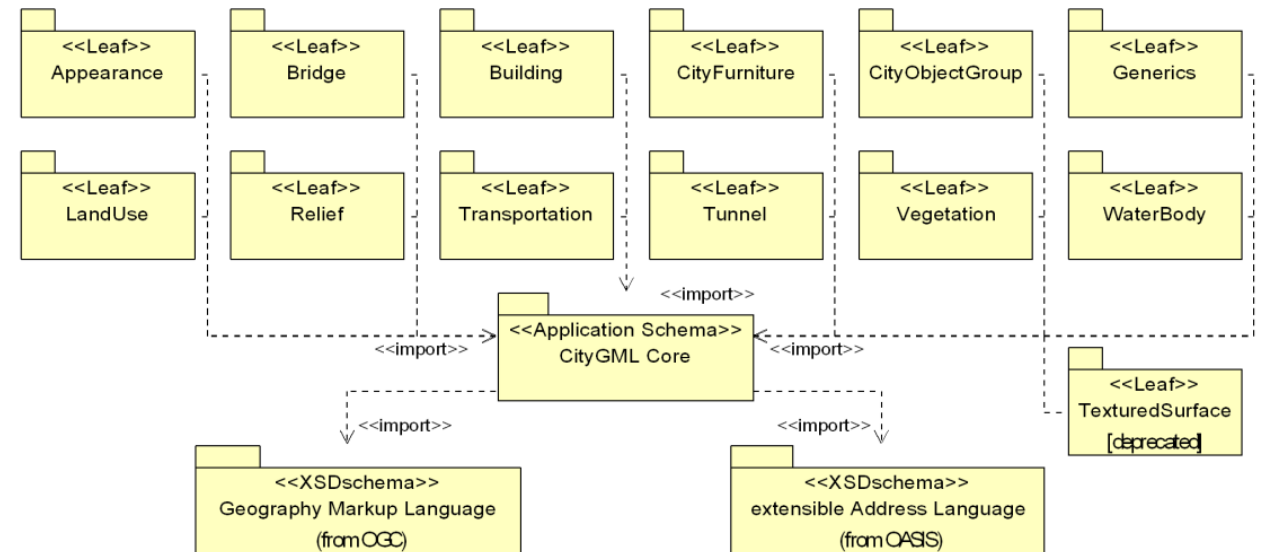 <<Leaf>>
Appearance
<<Leaf>>
Bridge
<<Leaf>>
Building
<<Leaf>>
CityFurniture
<<Leaf>>
CityObjectGroup
<<Leaf>>
Generics
<<Leaf>>
LandUse
<<Leaf>>
Relief
<<Leaf>>
Transportation
<<Leaf>>
Tunnel
<<Leaf>>
Vegetation
<<Leaf>>
WaterBody
<<import>>
<<Application Schema>>
CityGML Core
<<import>>
<<import>>
<<Leaf>>
TexturedSurface
[deprecated]
<<import>>
<<import>>
<<XSDschema>>
Geography Markup Language
(from OGC)
<<XSDschema>>
extensible Address Language
(from OASIS)